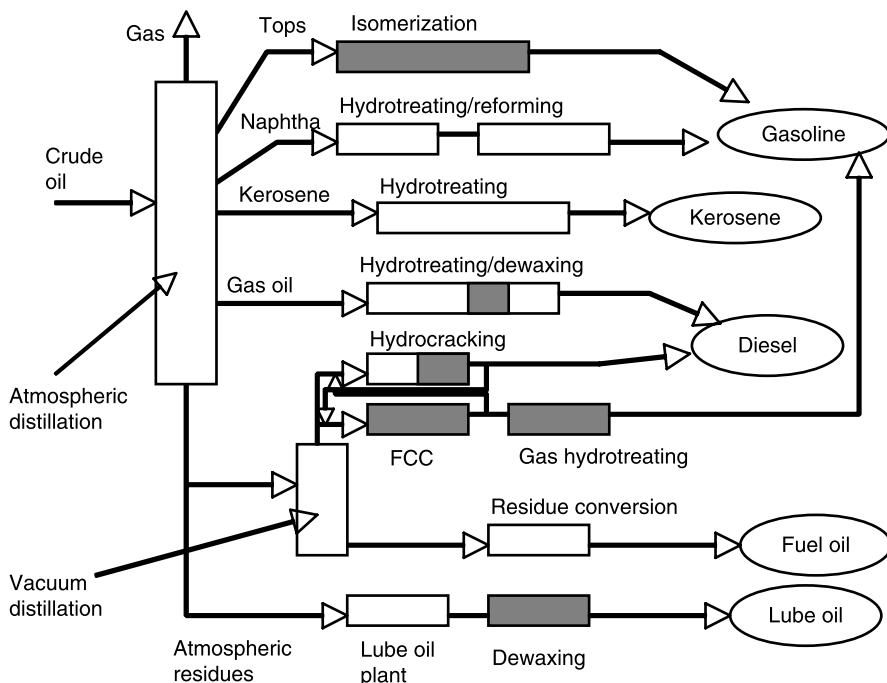 Gas
Tops
Isomerization
Naphtha
Hydrotreating/reforming
Gasoline
Crude
oil
Kerosene
Hydrotreating
Kerosene
Gas oil
Hydrotreating/dewaxing
Hydrocracking
Diesel
Atmospheric
distillation
FCC
Gas hydrotreating
Residue conversion
Fuel oil
Vacuum
distillation
Lube oil
Atmospheric
residues
Lube oil
plant
Dewaxing